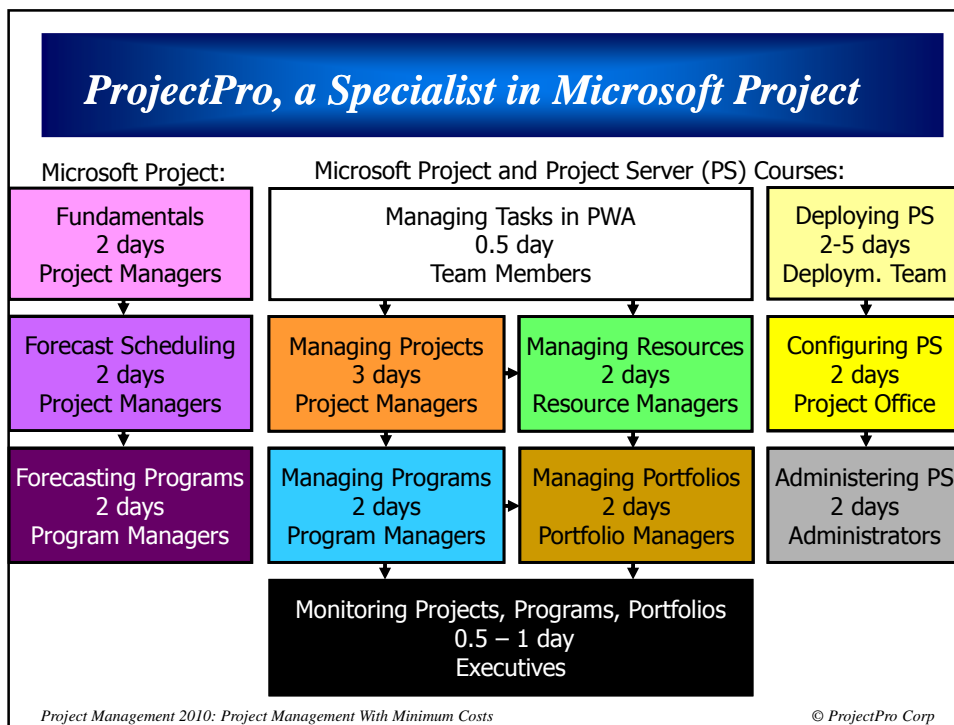 ProjectPro, a Specialist in Microsoft Project
Microsoft Project:
Microsoft Project and Project Server (PS) Courses:
Fundamentals
2 days
Project Managers
Managing Tasks in PWA
0.5 day
Team Members
Deploying PS
2-5 days
Deploym. Team
Forecast Scheduling
2 days
Project Managers
Managing Projects
3 days
Project Managers
Managing Resources
2 days
Resource Managers
Configuring PS
2 days
Project Office
Forecasting Programs
2 days
Program Managers
Managing Programs
2 days
Program Managers
Managing Portfolios
2 days
Portfolio Managers
Administering PS
2 days
Administrators
Monitoring Projects, Programs, Portfolios
0.5 – 1 day
Executives
Project Management 2010: Project Management With Minimum Costs
© ProjectPro Corp